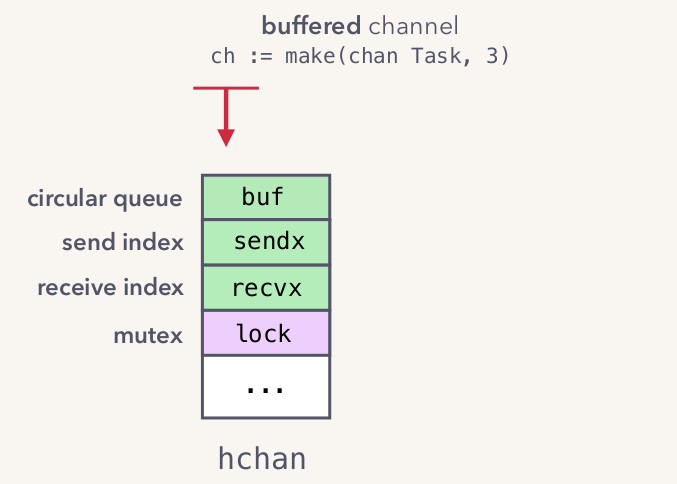 buffered channel
ch := make(chan Task, 3)
circular queue buf
send index sendx
receive index recvx
mutex lock
...
hchan